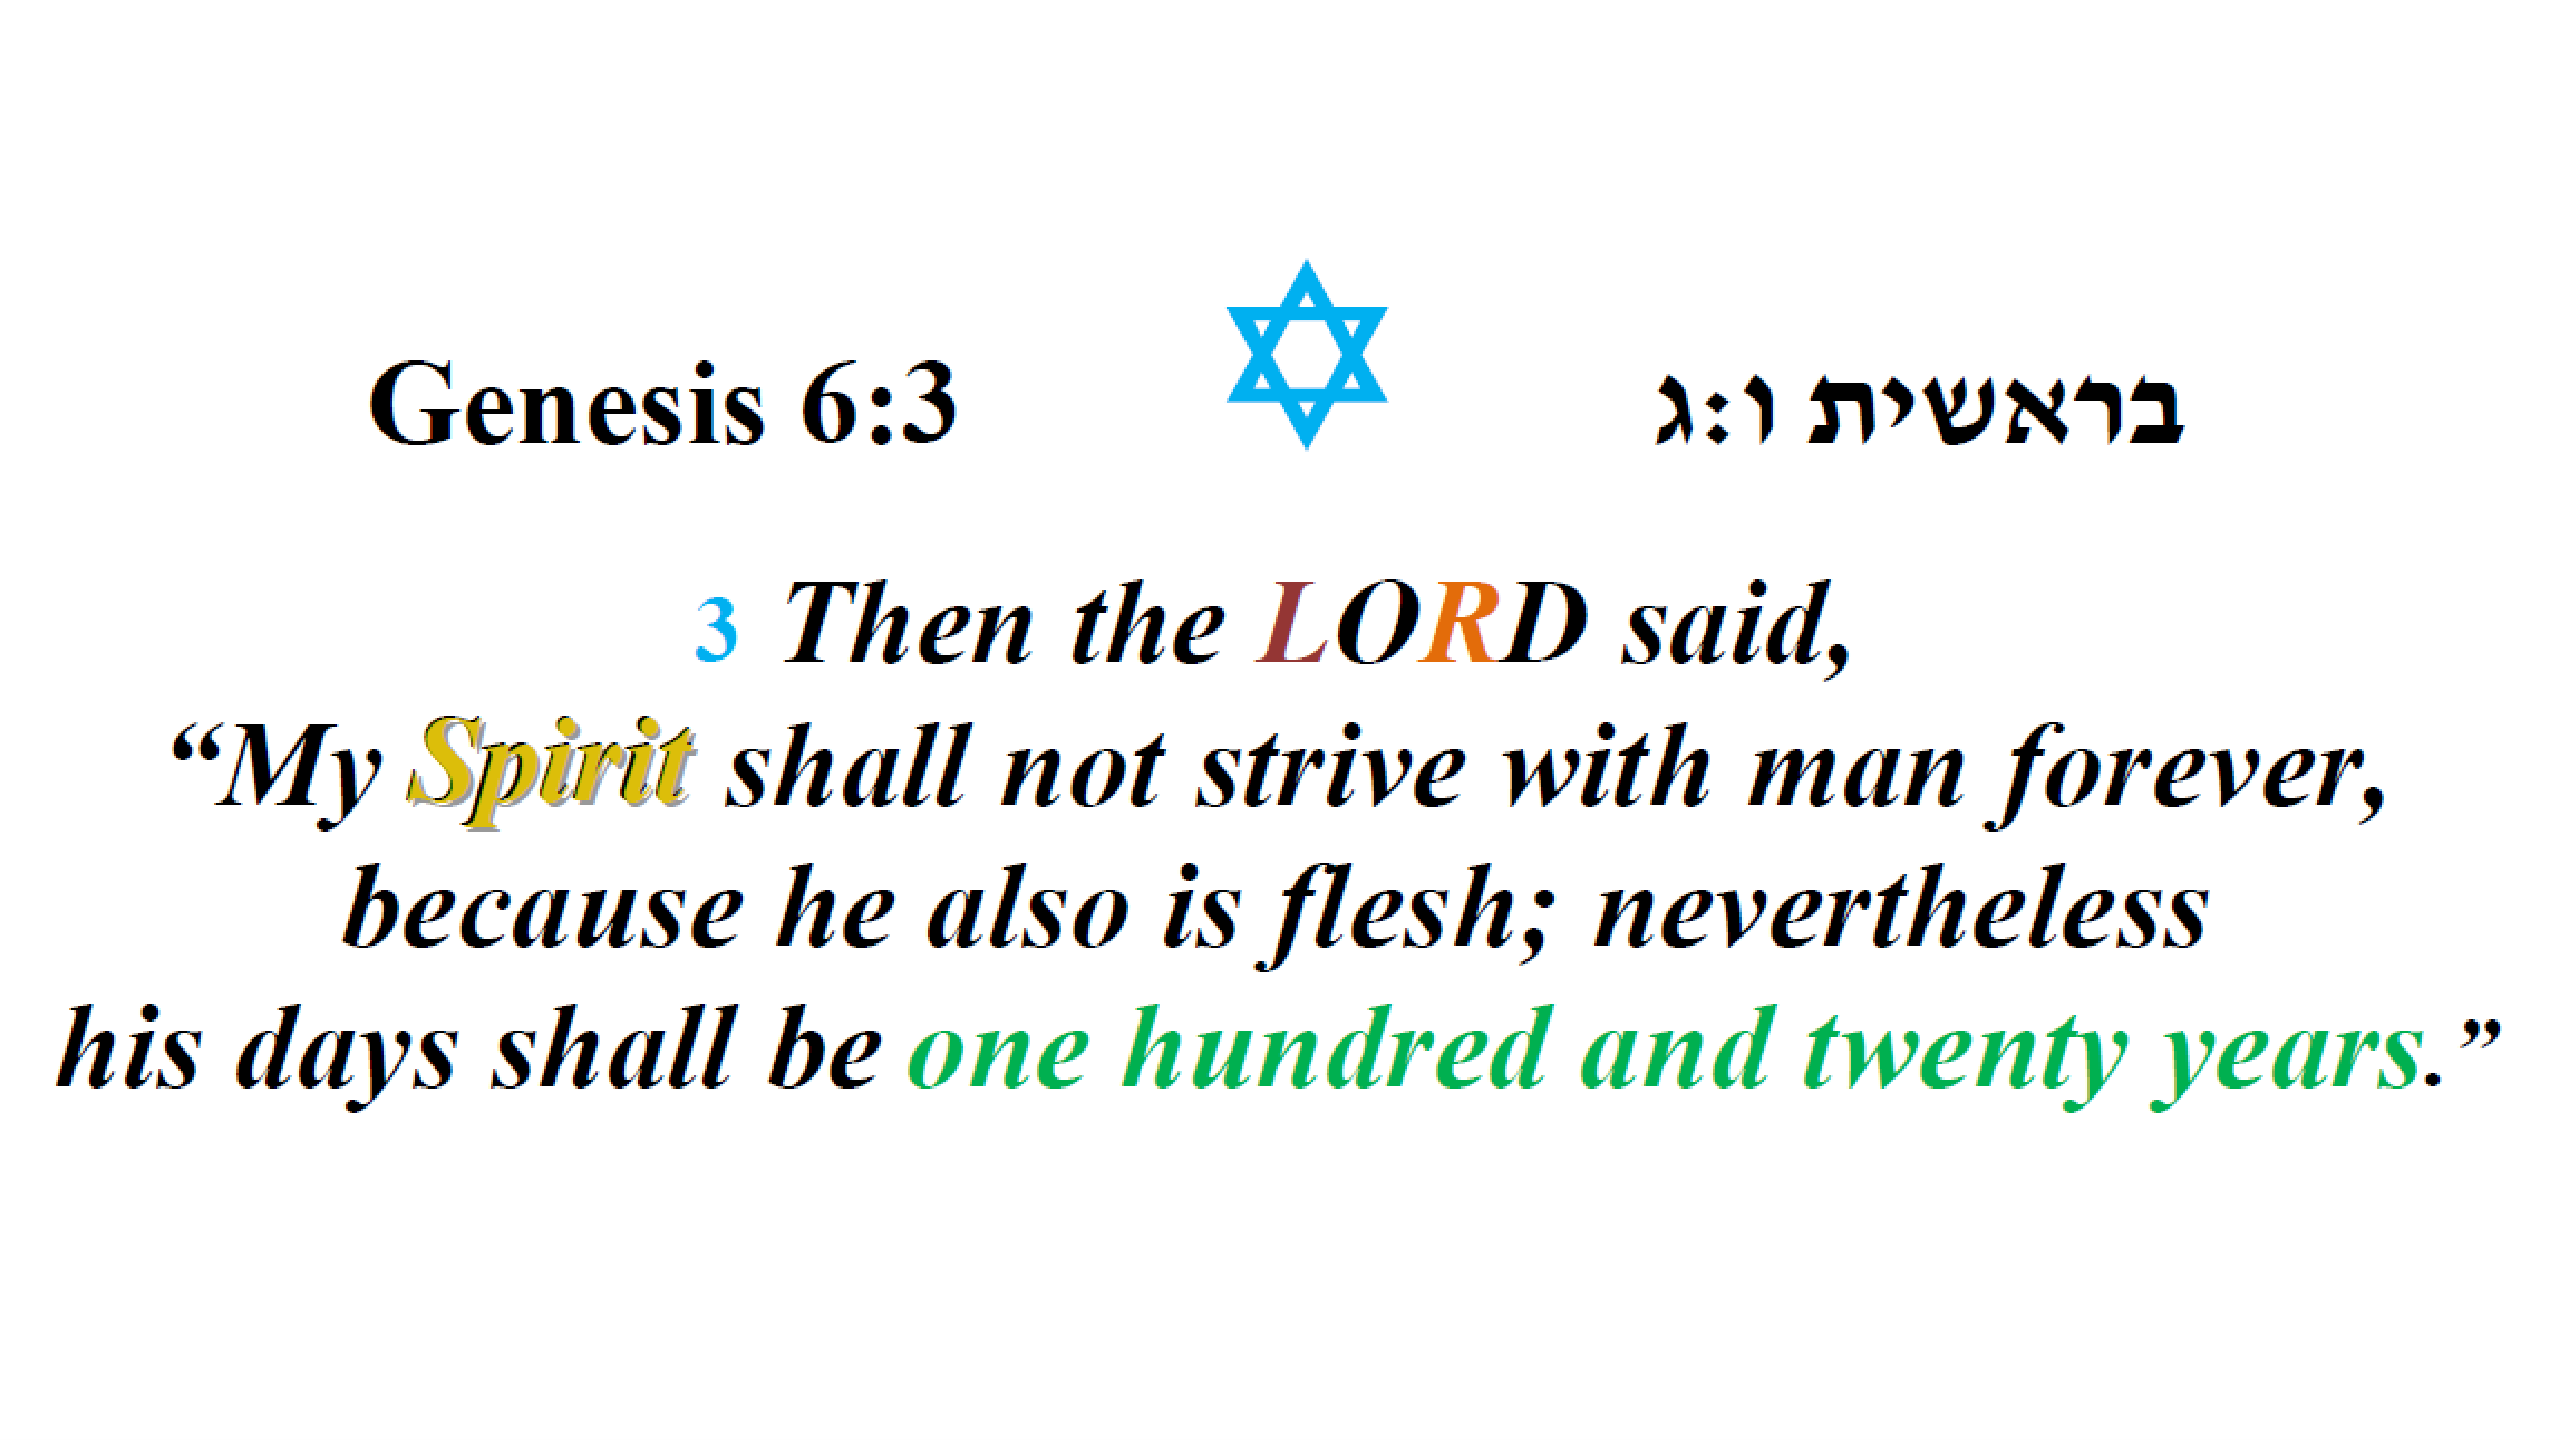 Genesis 6:3 בראשית ו:ג
3 Then the LORD said,
“My Spirit shall not strive with man forever,
because he also is flesh; nevertheless
his days shall be one hundred and twenty years.”